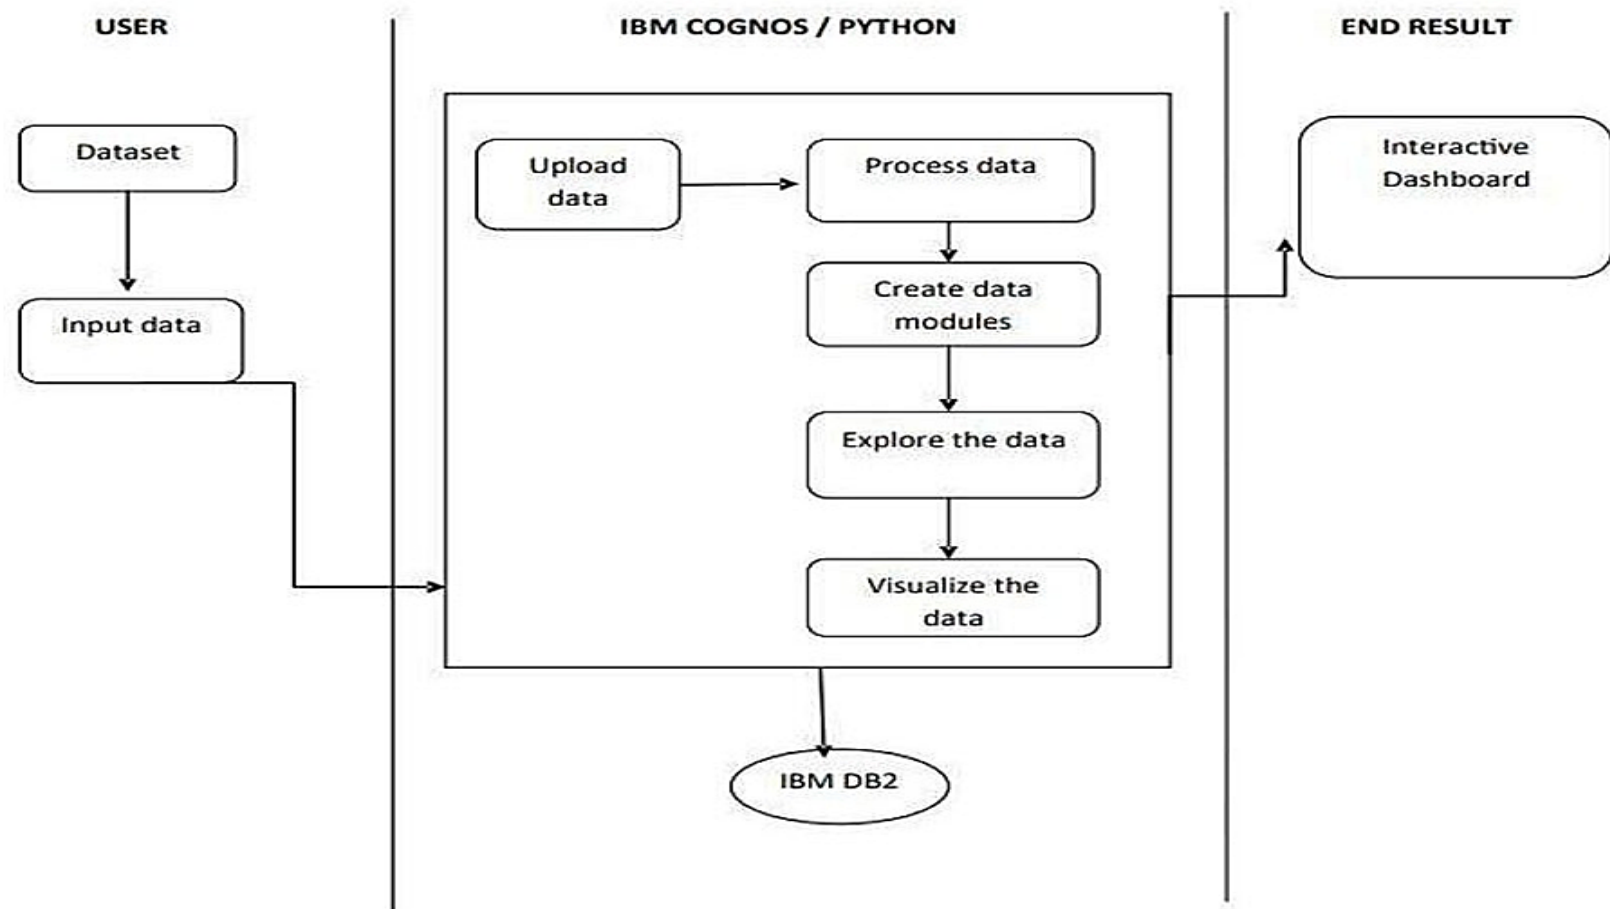 USER
IBM COGNOS / PYTHON
END RESULT
Dataset
Input data
Upload
data
Process data
Create data
modules
Explore the data
Visualize the
data
IBM DB2
Interactive
Dashboard